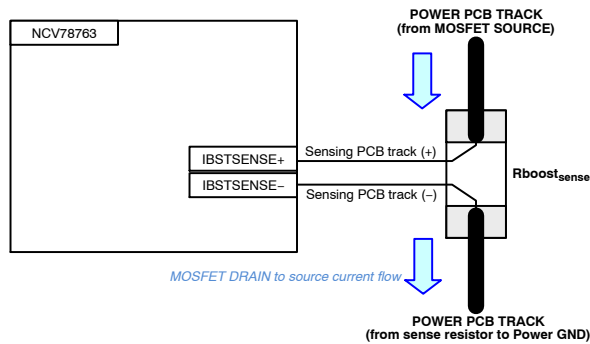 POWER PCB TRACK
(from MOSFET SOURCE)
NCV78763
IBSTSENSE+
Sensing PCB track (+)
Rboostsense
IBSTSENSE−
Sensing PCB track (−)
MOSFET DRAIN to source current flow
POWER PCB TRACK
(from sense resistor to Power GND)